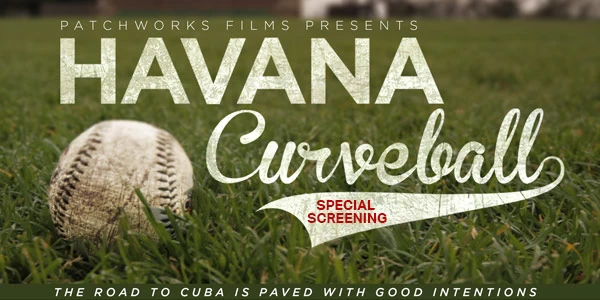 PATCHWORKS FILMS PRESENTS
HAVANA
Curveball
SPECIAL
SCREENING
THE ROAD TO CUBA IS PAVED WITH GOOD INTENTIONS